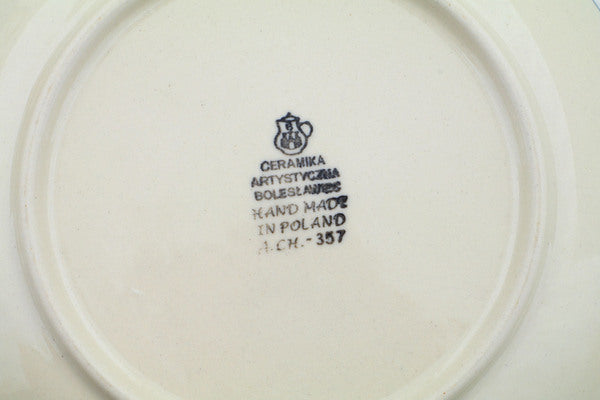 B
CERAMIKA
ARTYSTYCZNA
BOLESŁAWIEC
HAND MADE
IN POLAND
A.CH.-357